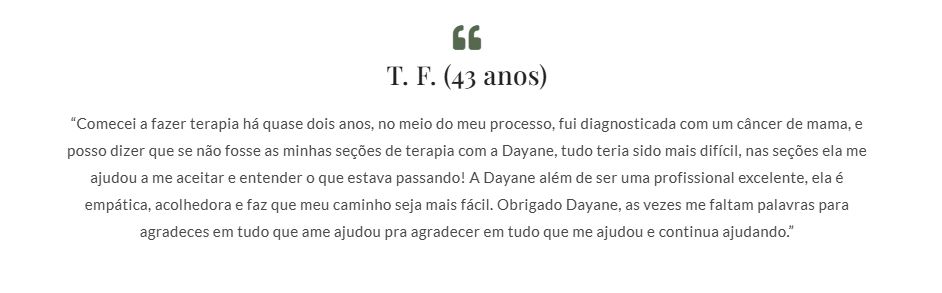 T. F. (43 anos)
“Comecei a fazer terapia há quase dois anos, no meio do meu processo, fui diagnosticada com um câncer de mama, e
posso dizer que se não fosse as minhas seções de terapia com a Dayane, tudo teria sido mais difícil, nas seções ela me
ajudou a me aceitar e entender o que estava passando! A Dayane além de ser uma profissional excelente, ela é
empática, acolhedora e faz que meu caminho seja mais fácil. Obrigado Dayane, as vezes me faltam palavras para
agradeces em tudo que ame ajudou pra agradecer em tudo que me ajudou e continua ajudando.”